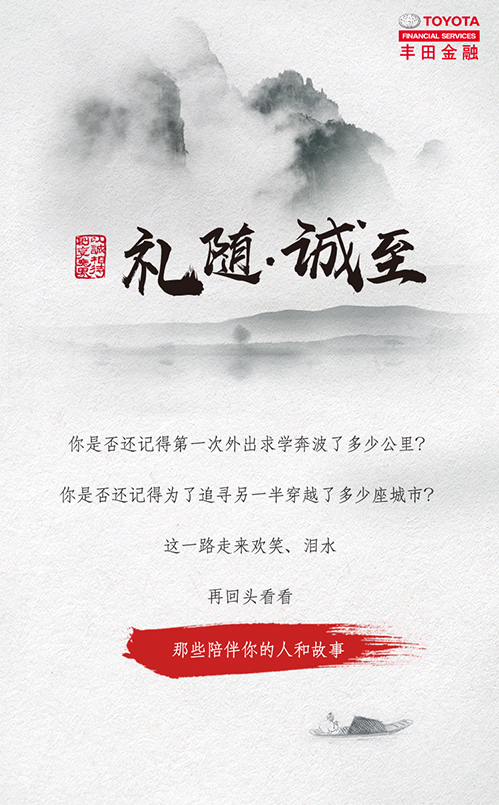 TOYOTA
FINANCIAL SERVICES
丰田金融
礼随·诚至
你是否还记得第一次外出求学奔波了多少公里?
你是否还记得为了追寻另一半穿越了多少座城市?
这一路走来欢笑、泪水
再回头看看
那些陪伴你的人和故事